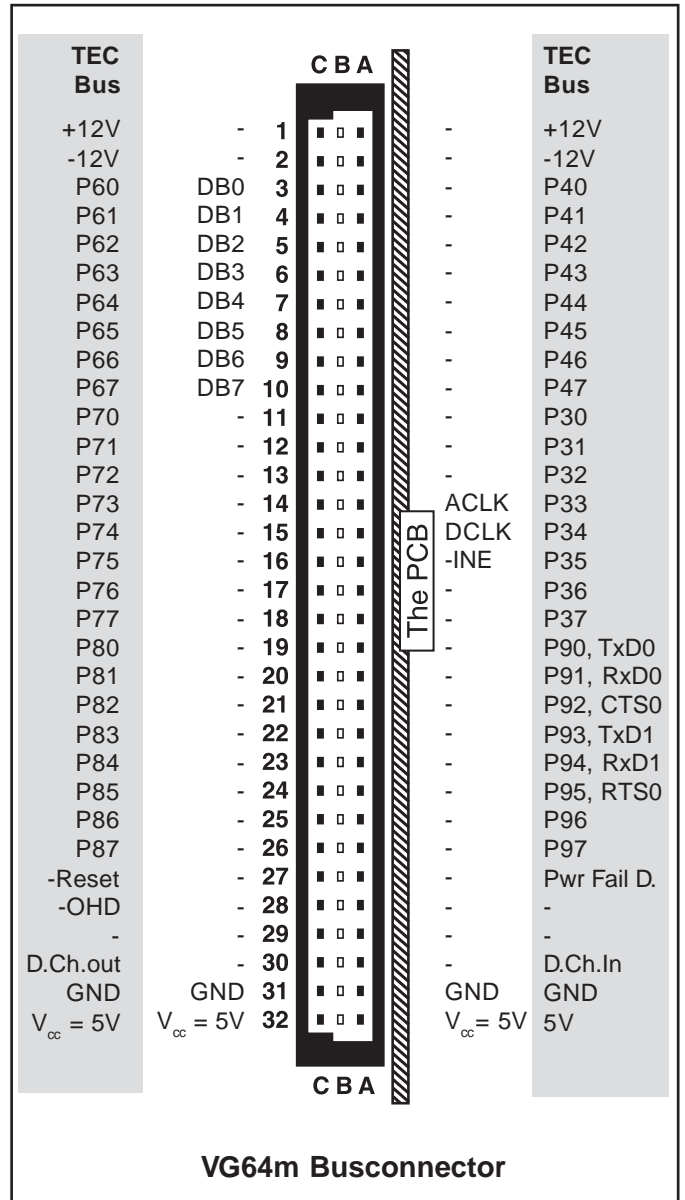 TEC Bus C B A TEC Bus
+12V - 1 - +12V
-12V - 2 - -12V
P60 DB0 3 - P40
P61 DB1 4 - P41
P62 DB2 5 - P42
P63 DB3 6 - P43
P64 DB4 7 - P44
P65 DB5 8 - P45
P66 DB6 9 - P46
P67 DB7 10 - P47
P70 - 11 - P30
P71 - 12 - P31
P72 - 13 - P32
P73 - 14 ACLK P33
P74 - 15 DCLK P34
P75 - 16 -INE P35
P76 - 17 - P36
P77 - 18 - P37
The PCB
P80 - 19 - P90, TxD0
P81 - 20 - P91, RxD0
P82 - 21 - P92, CTS0
P83 - 22 - P93, TxD1
P84 - 23 - P94, RxD1
P85 - 24 - P95, RTS0
P86 - 25 - P96
P87 - 26 - P97
-Reset - 27 - Pwr Fail D.
-OHD - 28 - -
- - 29 - -
D.Ch.out - 30 - D.Ch.In
GND GND 31 GND GND
Vcc = 5V Vcc = 5V 32 Vcc= 5V 5V
C B A
VG64m Busconnector